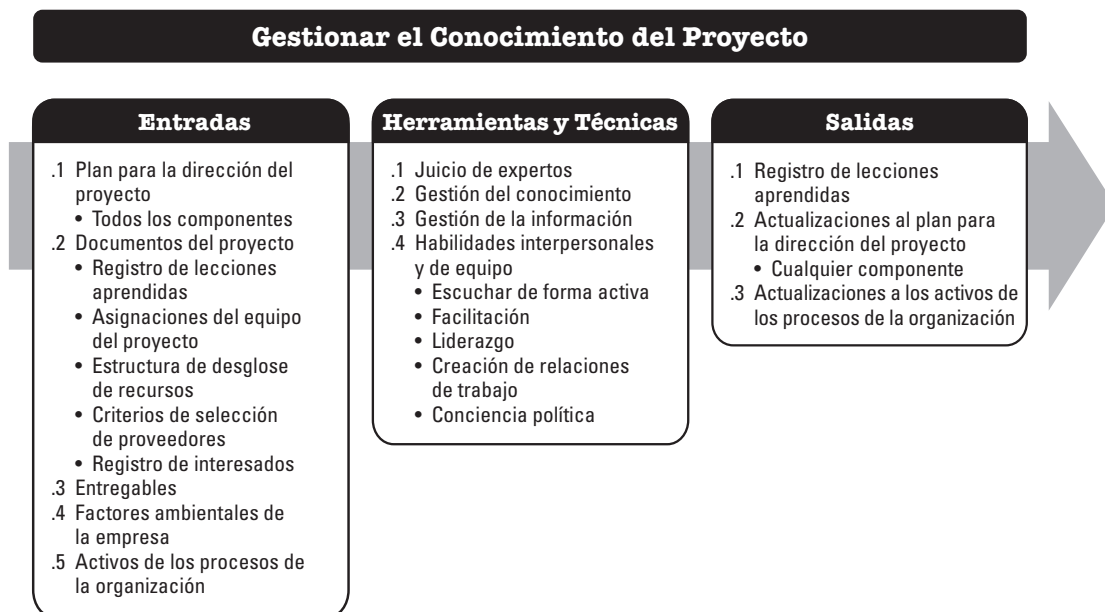 Gestionar el Conocimiento del Proyecto
Entradas
.1 Plan para la dirección del
proyecto
• Todos los componentes
.2 Documentos del proyecto
• Registro de lecciones
aprendidas
• Asignaciones del equipo
del proyecto
• Estructura de desglose
de recursos
• Criterios de selección
de proveedores
• Registro de interesados
.3 Entregables
.4 Factores ambientales de
la empresa
.5 Activos de los procesos de
la organización
Herramientas y Técnicas
.1 Juicio de expertos
.2 Gestión del conocimiento
.3 Gestión de la información
.4 Habilidades interpersonales
y de equipo
• Escuchar de forma activa
• Facilitación
• Liderazgo
• Creación de relaciones
de trabajo
• Conciencia política
Salidas
.1 Registro de lecciones
aprendidas
.2 Actualizaciones al plan para
la dirección del proyecto
• Cualquier componente
.3 Actualizaciones a los activos de
los procesos de la organización